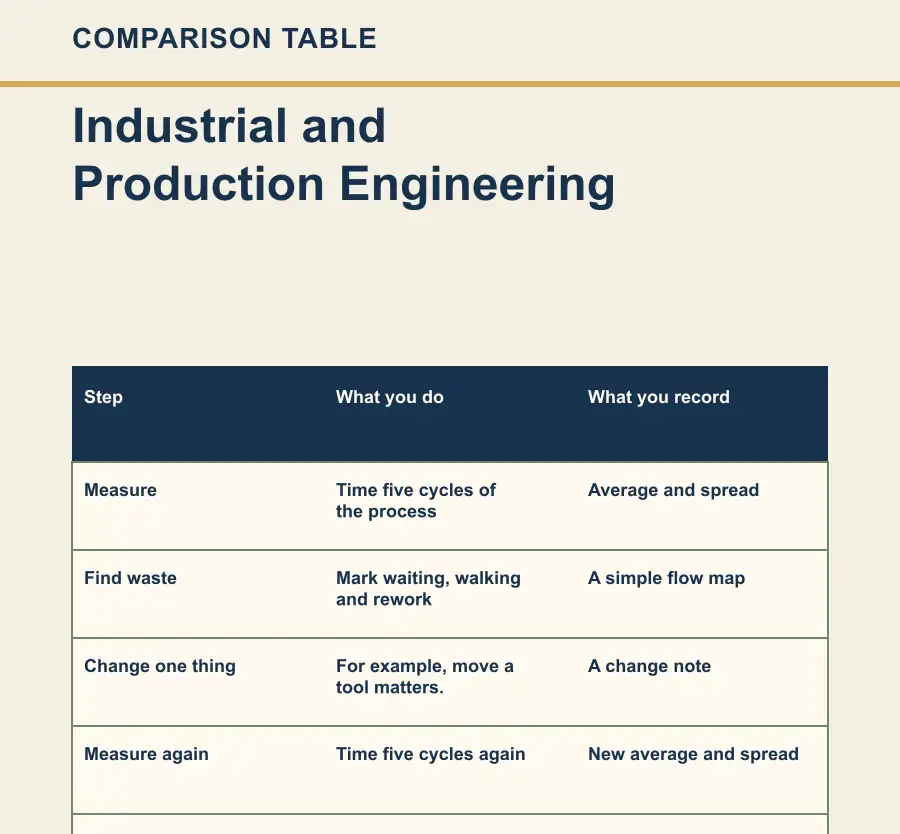 COMPARISON TABLE
Industrial and
Production Engineering
Step What you do What you record
Measure Time five cycles of Average and spread
the process
Find waste Mark waiting, walking A simple flow map
and rework
Change one thing For example, move a A change note
tool matters.
Measure again Time five cycles again New average and spread